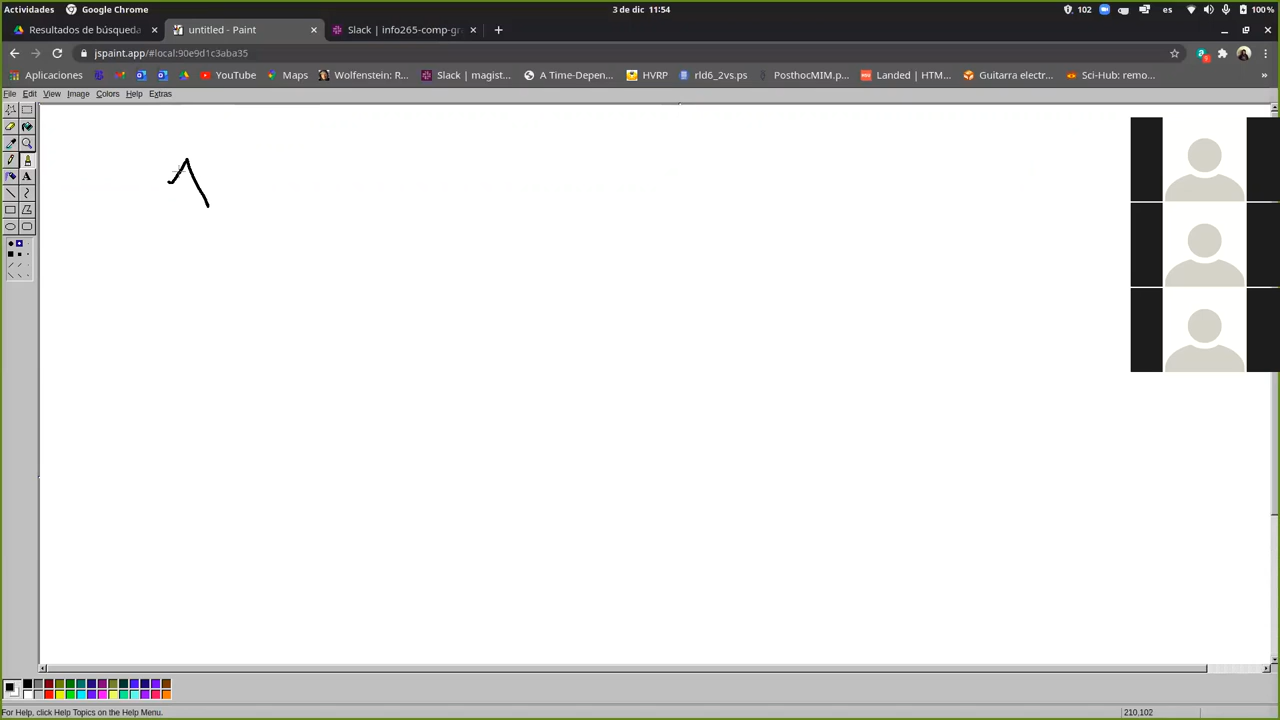 Actividades Google Chrome 3 de dic 11:54 102 es 100 %
Resultados de búsqueda untitled - Paint Slack | info265-comp-gr
jspaint.app/#local:90e9d1c3aba35
Aplicaciones YouTube Maps Wolfenstein: R... Slack | magist... A Time-Depen... HVRP rld6_2vs.ps PosthocMIM.p... Landed | HTM... Guitarra electr... Sci-Hub: remo... »
File Edit View Image Colors Help Extras
A
For Help, click Help Topics on the Help Menu. 210,102